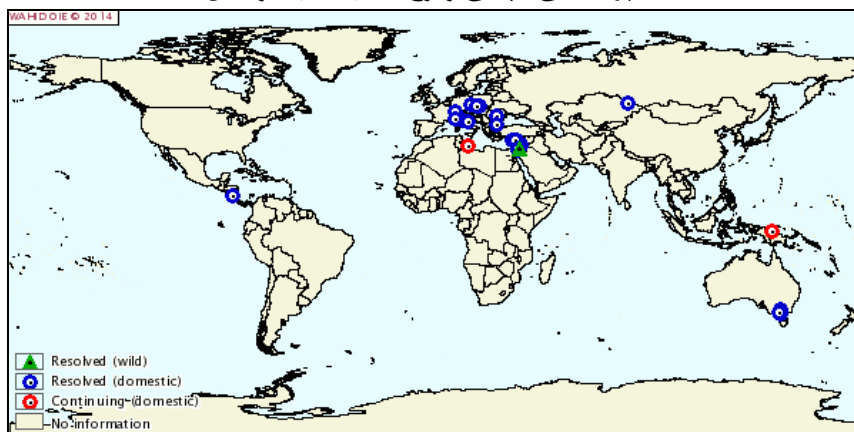 WAHID OIE © 2014
Resolved (wild)
Resolved (domestic)
Continuing (domestic)
No information